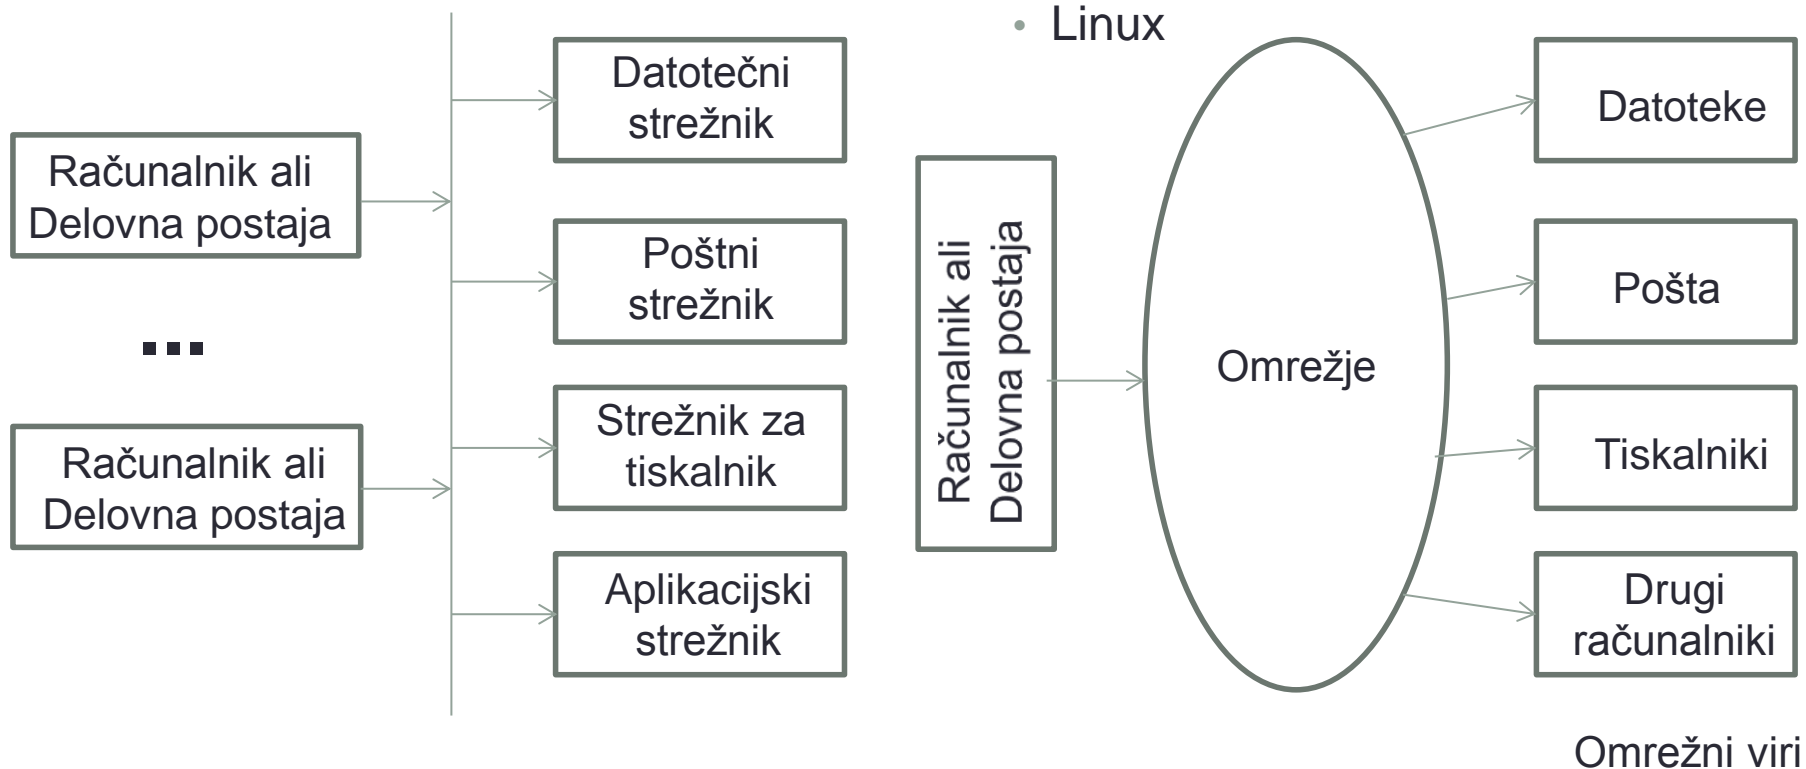 Računalnik ali
Delovna postaja
...
Računalnik ali
Delovna postaja
Datotečni
strežnik
Poštni
strežnik
Strežnik za
tiskalnik
Aplikacijski
strežnik
• Linux
Računalnik ali
Delovna postaja
Omrežje
Datoteke
Pošta
Tiskalniki
Drugi
računalniki
Omrežni viri